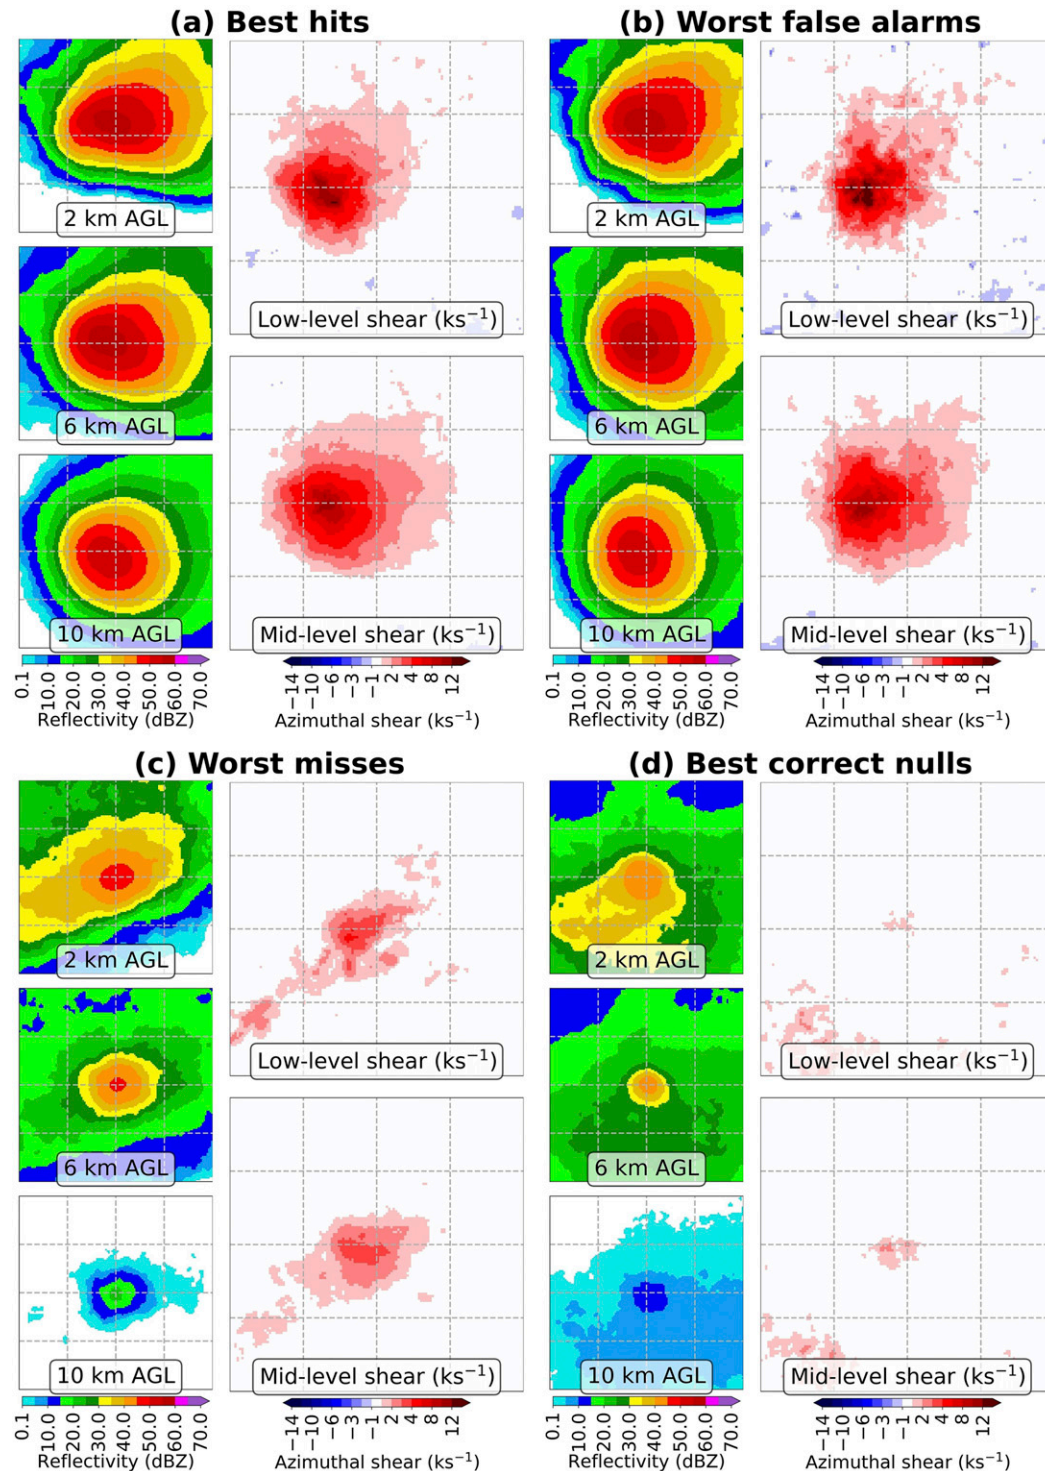 (a) Best hits
2 km AGL
6 km AGL
10 km AGL
Low-level shear (ks⁻¹)
Mid-level shear (ks⁻¹)
0.1 10.0 20.0 30.0 40.0 50.0 60.0 70.0
Reflectivity (dBZ)
−14 −10 −6 −3 −1 2 4 8 12
Azimuthal shear (ks⁻¹)
(b) Worst false alarms
2 km AGL
6 km AGL
10 km AGL
Low-level shear (ks⁻¹)
Mid-level shear (ks⁻¹)
0.1 10.0 20.0 30.0 40.0 50.0 60.0 70.0
Reflectivity (dBZ)
−14 −10 −6 −3 −1 2 4 8 12
Azimuthal shear (ks⁻¹)
(c) Worst misses
2 km AGL
6 km AGL
10 km AGL
Low-level shear (ks⁻¹)
Mid-level shear (ks⁻¹)
0.1 10.0 20.0 30.0 40.0 50.0 60.0 70.0
Reflectivity (dBZ)
−14 −10 −6 −3 −1 2 4 8 12
Azimuthal shear (ks⁻¹)
(d) Best correct nulls
2 km AGL
6 km AGL
10 km AGL
Low-level shear (ks⁻¹)
Mid-level shear (ks⁻¹)
0.1 10.0 20.0 30.0 40.0 50.0 60.0 70.0
Reflectivity (dBZ)
−14 −10 −6 −3 −1 2 4 8 12
Azimuthal shear (ks⁻¹)